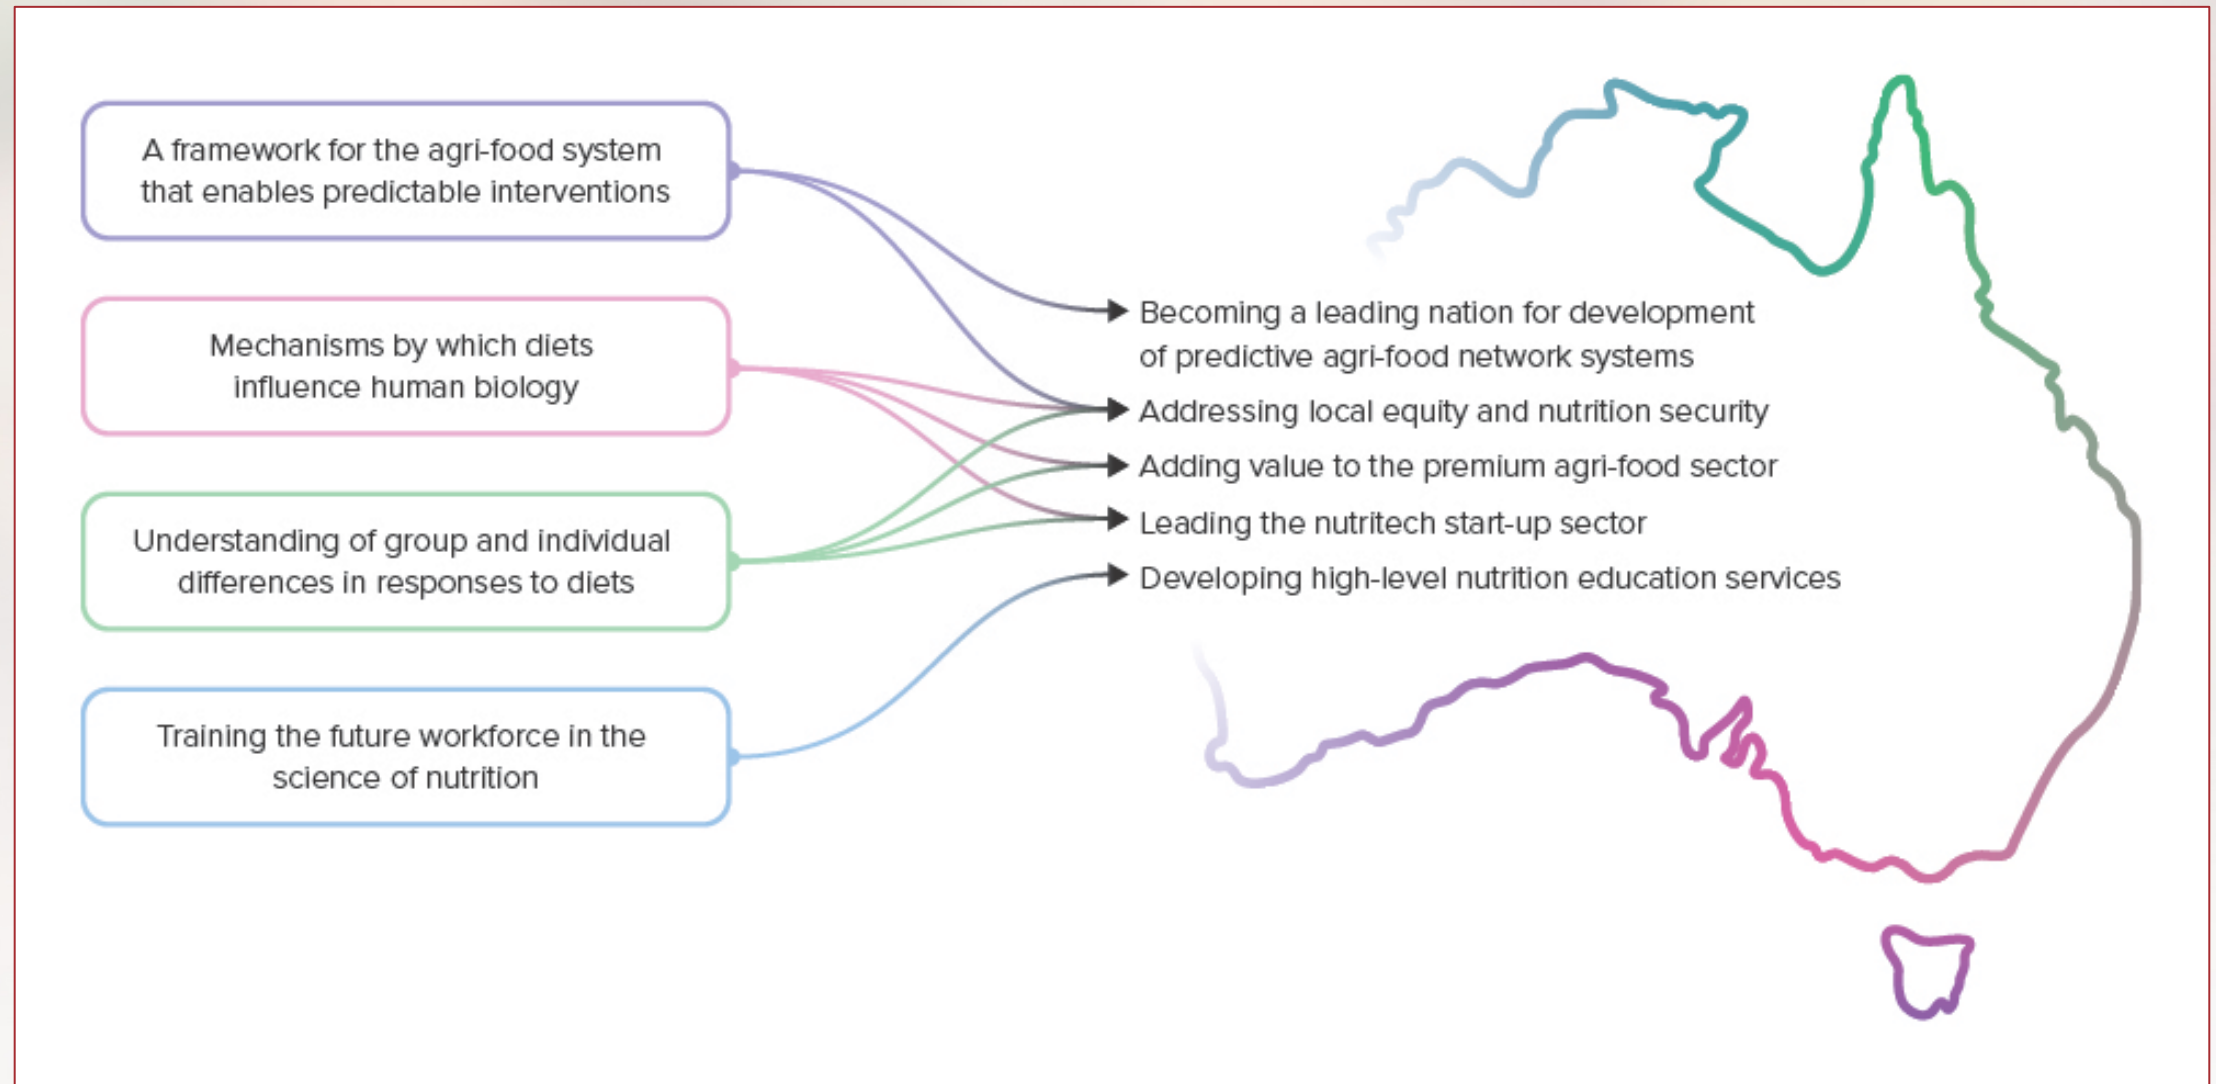 A framework for the agri-food system
that enables predictable interventions
Mechanisms by which diets
influence human biology
Understanding of group and individual
differences in responses to diets
Training the future workforce in the
science of nutrition
Becoming a leading nation for development
of predictive agri-food network systems
Addressing local equity and nutrition security
Adding value to the premium agri-food sector
Leading the nutritech start-up sector
Developing high-level nutrition education services